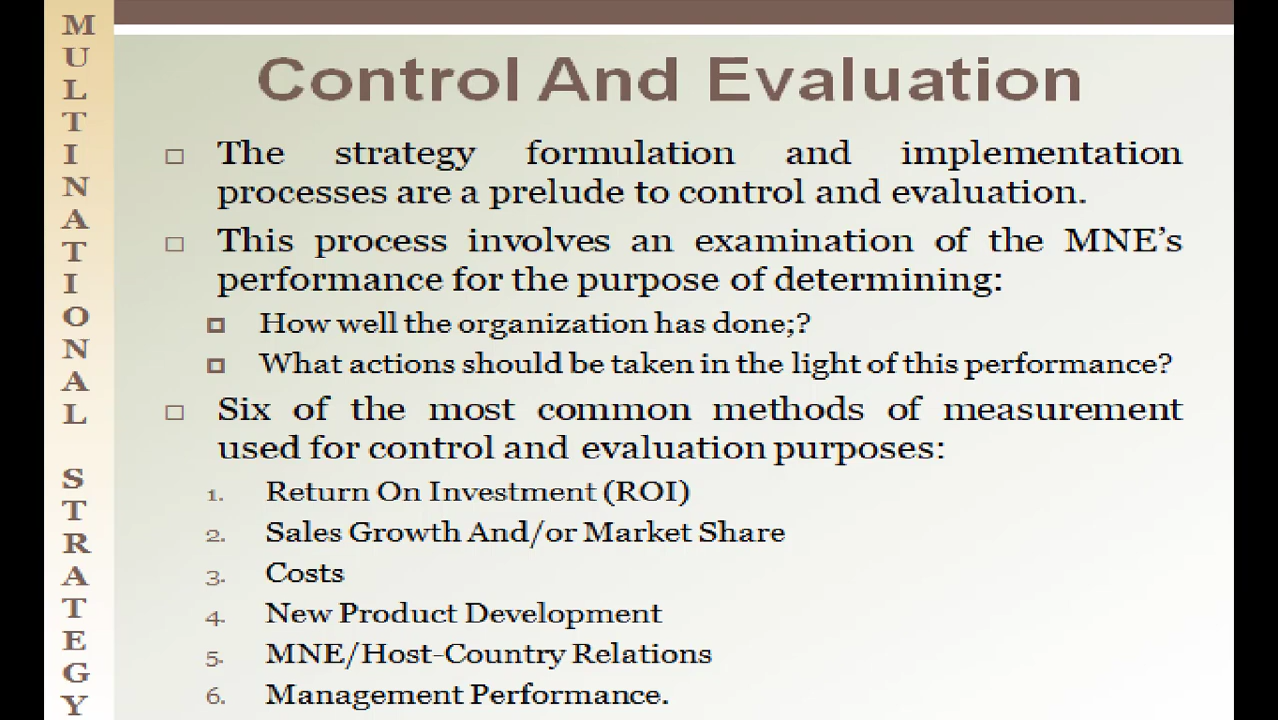 MULTINATIONAL STRATEGY
Control And Evaluation
The strategy formulation and implementation
processes are a prelude to control and evaluation.
This process involves an examination of the MNE's
performance for the purpose of determining:
How well the organization has done;?
What actions should be taken in the light of this performance?
Six of the most common methods of measurement
used for control and evaluation purposes:
1. Return On Investment (ROI)
2. Sales Growth And/or Market Share
3. Costs
4. New Product Development
5. MNE/Host-Country Relations
6. Management Performance.